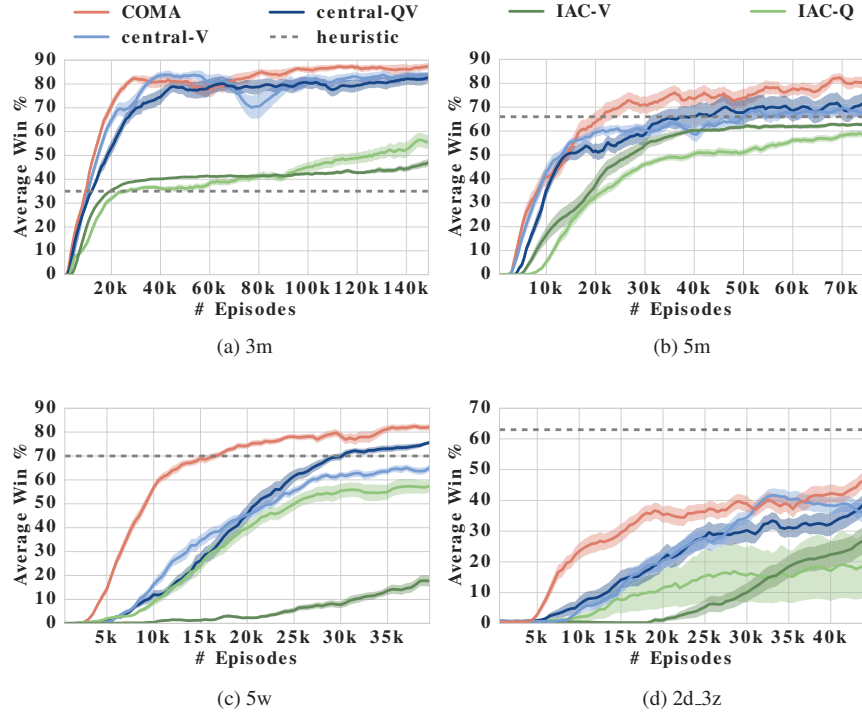 COMA central-QV IAC-V IAC-Q
central-V heuristic
Average Win %
90
80
70
60
50
40
30
20
10
0
20k 40k 60k 80k 100k 120k 140k
# Episodes
(a) 3m
Average Win %
90
80
70
60
50
40
30
20
10
0
10k 20k 30k 40k 50k 60k 70k
# Episodes
(b) 5m
Average Win %
90
80
70
60
50
40
30
20
10
0
5k 10k 15k 20k 25k 30k 35k
# Episodes
(c) 5w
Average Win %
70
60
50
40
30
20
10
0
5k 10k 15k 20k 25k 30k 35k 40k
# Episodes
(d) 2d_3z